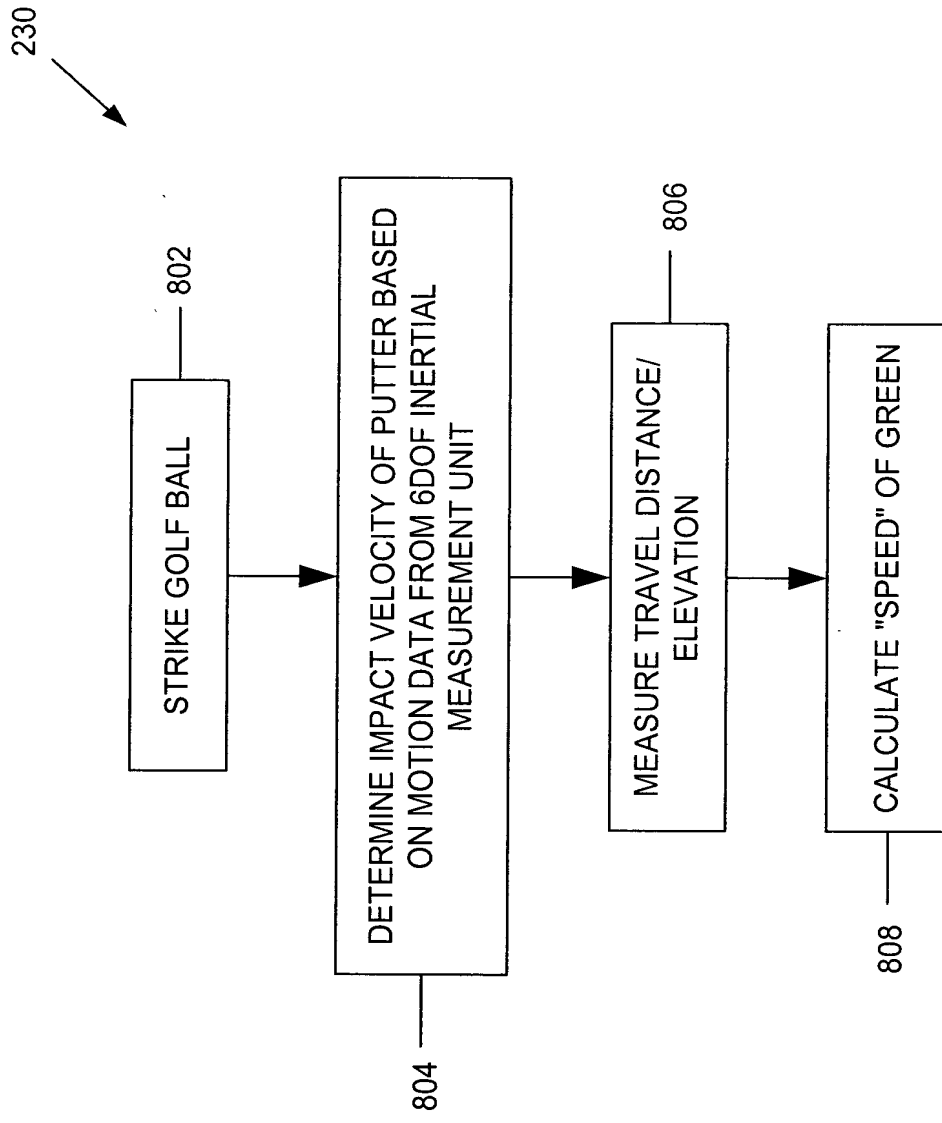 230
STRIKE GOLF BALL
802
DETERMINE IMPACT VELOCITY OF PUTTER BASED
ON MOTION DATA FROM 6DOF INERTIAL
MEASUREMENT UNIT
804
MEASURE TRAVEL DISTANCE/
ELEVATION
806
CALCULATE "SPEED" OF GREEN
808